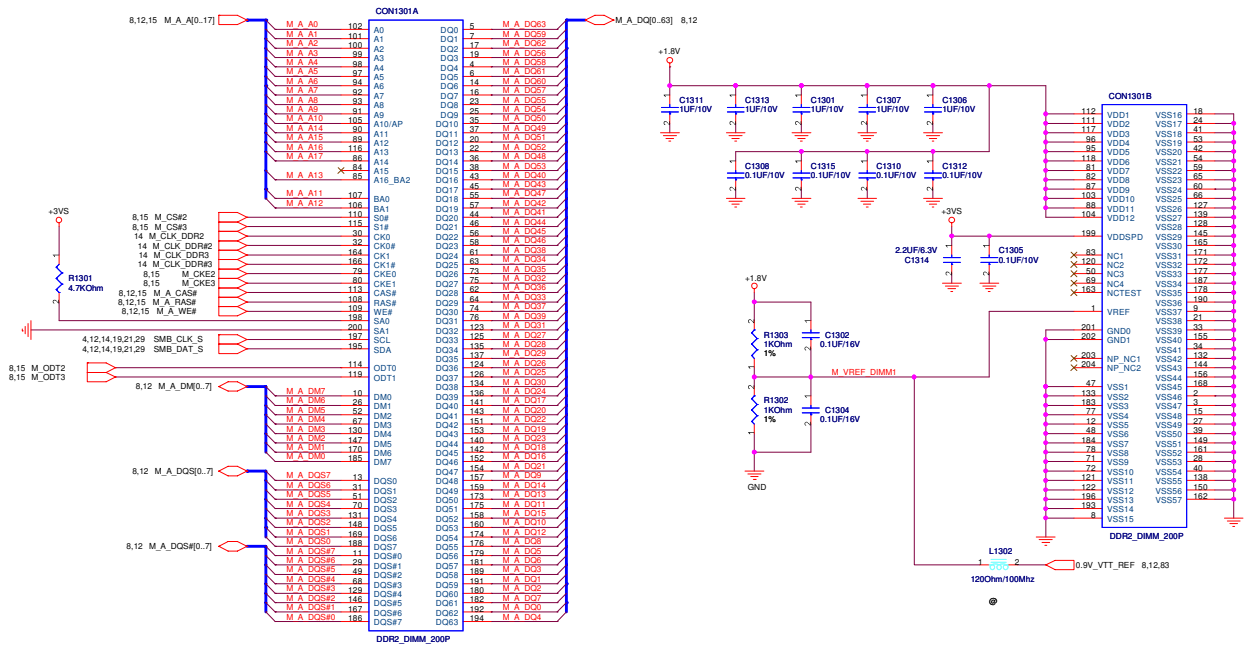 CON1301A
8,12,15 M_A_A[0..17]
M_A_DQ[0..63] 8,12
M_A_A0 102 A0 DQ0 5 M_A_DQ63
M_A_A1 101 A1 DQ1 7 M_A_DQ59
M_A_A2 100 A2 DQ2 17 M_A_DQ62
M_A_A3 99 A3 DQ3 19 M_A_DQ56
M_A_A4 98 A4 DQ4 4 M_A_DQ58
M_A_A5 97 A5 DQ5 6 M_A_DQ61
M_A_A6 94 A6 DQ6 14 M_A_DQ60
M_A_A7 92 A7 DQ7 16 M_A_DQ57
M_A_A8 93 A8 DQ8 23 M_A_DQ55
M_A_A9 91 A9 DQ9 25 M_A_DQ54
M_A_A10 105 A10/AP DQ10 35 M_A_DQ50
M_A_A14 90 A11 DQ11 37 M_A_DQ49
M_A_A15 89 A12 DQ12 20 M_A_DQ51
M_A_A16 116 A13 DQ13 22 M_A_DQ52
M_A_A17 86 A14 DQ14 36 M_A_DQ48
84 A15 DQ15 38 M_A_DQ53
M_A_A13 85 A16_BA2 DQ16 43 M_A_DQ40
DQ17 45 M_A_DQ43
M_A_A11 107 BA0 DQ18 55 M_A_DQ47
M_A_A12 106 BA1 DQ19 57 M_A_DQ42
8,15 M_CS#2 110 S0# DQ20 44 M_A_DQ41
8,15 M_CS#3 115 S1# DQ21 46 M_A_DQ44
14 M_CLK_DDR2 30 CK0 DQ22 56 M_A_DQ45
14 M_CLK_DDR#2 32 CK0# DQ23 58 M_A_DQ46
14 M_CLK_DDR3 164 CK1 DQ24 61 M_A_DQ38
14 M_CLK_DDR#3 166 CK1# DQ25 63 M_A_DQ34
8,15 M_CKE2 79 CKE0 DQ26 73 M_A_DQ35
8,15 M_CKE3 80 CKE1 DQ27 75 M_A_DQ32
8,12,15 M_A_CAS# 113 CAS# DQ28 62 M_A_DQ36
8,12,15 M_A_RAS# 108 RAS# DQ29 64 M_A_DQ33
8,12,15 M_A_WE# 109 WE# DQ30 74 M_A_DQ37
198 SA0 DQ31 76 M_A_DQ39
200 SA1 DQ32 123 M_A_DQ31
4,12,14,19,21,29 SMB_CLK_S 197 SCL DQ33 125 M_A_DQ27
4,12,14,19,21,29 SMB_DAT_S 195 SDA DQ34 135 M_A_DQ28
DQ35 137 M_A_DQ29
8,15 M_ODT2 114 ODT0 DQ36 124 M_A_DQ26
8,15 M_ODT3 119 ODT1 DQ37 126 M_A_DQ25
8,12 M_A_DM[0..7] DQ38 134 M_A_DQ30
M_A_DM7 10 DM0 DQ39 136 M_A_DQ24
M_A_DM6 26 DM1 DQ40 141 M_A_DQ17
M_A_DM5 52 DM2 DQ41 143 M_A_DQ20
M_A_DM4 67 DM3 DQ42 151 M_A_DQ22
M_A_DM3 130 DM4 DQ43 153 M_A_DQ19
M_A_DM2 147 DM5 DQ44 140 M_A_DQ23
M_A_DM1 170 DM6 DQ45 142 M_A_DQ18
M_A_DM0 185 DM7 DQ46 152 M_A_DQ16
8,12 M_A_DQS[0..7] DQ47 154 M_A_DQ21
M_A_DQS7 13 DQS0 DQ48 157 M_A_DQ9
M_A_DQS6 31 DQS1 DQ49 159 M_A_DQ14
M_A_DQS5 51 DQS2 DQ50 173 M_A_DQ13
M_A_DQS4 70 DQS3 DQ51 175 M_A_DQ11
M_A_DQS3 131 DQS4 DQ52 158 M_A_DQ15
M_A_DQS2 148 DQS5 DQ53 160 M_A_DQ10
M_A_DQS1 169 DQS6 DQ54 174 M_A_DQ12
M_A_DQS0 188 DQS7 DQ55 176 M_A_DQ8
8,12 M_A_DQS#[0..7]
M_A_DQS#7 11 DQS#0 DQ56 179 M_A_DQ5
M_A_DQS#6 29 DQS#1 DQ57 181 M_A_DQ6
M_A_DQS#5 49 DQS#2 DQ58 189 M_A_DQ3
M_A_DQS#4 68 DQS#3 DQ59 191 M_A_DQ1
M_A_DQS#3 129 DQS#4 DQ60 180 M_A_DQ2
M_A_DQS#2 146 DQS#5 DQ61 182 M_A_DQ7
M_A_DQS#1 167 DQS#6 DQ62 192 M_A_DQ0
M_A_DQS#0 186 DQS#7 DQ63 194 M_A_DQ4
DDR2_DIMM_200P
+3VS
1
R1301
4.7KOhm
2
+1.8V
1 C1311 1UF/10V 2
1 C1313 1UF/10V 2
1 C1301 1UF/10V 2
1 C1307 1UF/10V 2
1 C1306 1UF/10V 2
1 C1308 0.1UF/10V 2
1 C1315 0.1UF/10V 2
1 C1310 0.1UF/10V 2
1 C1312 0.1UF/10V 2
+3VS
2.2UF/6.3V C1314 1 2
1 C1305 0.1UF/10V 2
+1.8V
2 R1303 1KOhm 1% 1
1 C1302 0.1UF/16V 2
M_VREF_DIMM1
2 R1302 1KOhm 1% 1
1 C1304 0.1UF/16V 2
GND
CON1301B
112 VDD1 VSS16 18
111 VDD2 VSS17 24
117 VDD3 VSS18 41
96 VDD4 VSS19 53
95 VDD5 VSS20 42
118 VDD6 VSS21 54
81 VDD7 VSS22 59
82 VDD8 VSS23 65
87 VDD9 VSS24 60
103 VDD10 VSS25 66
88 VDD11 VSS26 127
104 VDD12 VSS27 139
VSS28 128
199 VDDSPD VSS29 145
VSS30 165
83 NC1 VSS31 171
120 NC2 VSS32 172
50 NC3 VSS33 177
69 NC4 VSS34 187
163 NCTEST VSS35 178
VSS36 190
1 VREF VSS37 9
VSS38 21
201 GND0 VSS39 33
202 GND1 VSS40 155
VSS41 34
203 NP_NC1 VSS42 132
204 NP_NC2 VSS43 144
VSS44 156
47 VSS1 VSS45 168
133 VSS2 VSS46 2
183 VSS3 VSS47 3
77 VSS4 VSS48 15
12 VSS5 VSS49 27
48 VSS6 VSS50 39
184 VSS7 VSS51 149
78 VSS8 VSS52 161
71 VSS9 VSS53 28
72 VSS10 VSS54 40
121 VSS11 VSS55 138
122 VSS12 VSS56 150
196 VSS13 VSS57 162
193 VSS14
8 VSS15
DDR2_DIMM_200P
L1302
1 2
120Ohm/100Mhz
0.9V_VTT_REF 8,12,83
@